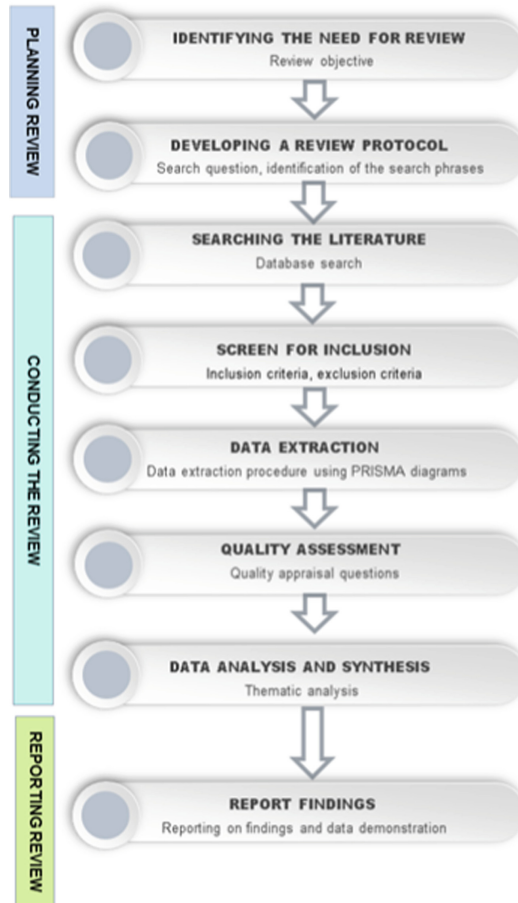 PLANNING REVIEW
IDENTIFYING THE NEED FOR REVIEW
Review objective
DEVELOPING A REVIEW PROTOCOL
Search question, identification of the search phrases
CONDUCTING THE REVIEW
SEARCHING THE LITERATURE
Database search
SCREEN FOR INCLUSION
Inclusion criteria, exclusion criteria
DATA EXTRACTION
Data extraction procedure using PRISMA diagrams
QUALITY ASSESSMENT
Quality appraisal questions
DATA ANALYSIS AND SYNTHESIS
Thematic analysis
REPORTING REVIEW
REPORT FINDINGS
Reporting on findings and data demonstration